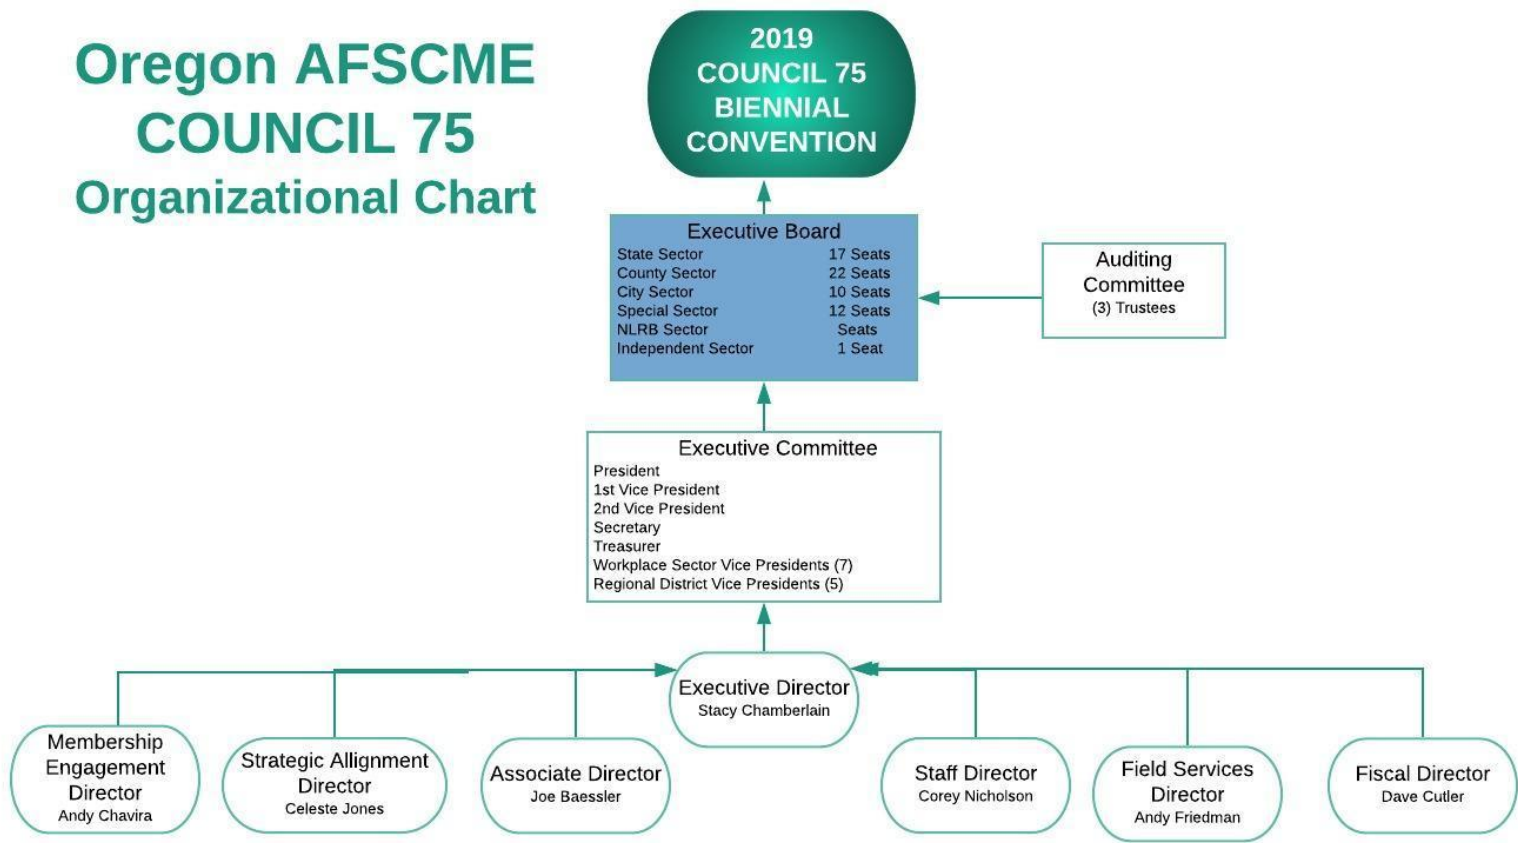 Oregon AFSCME
COUNCIL 75
Organizational Chart
2019
COUNCIL 75
BIENNIAL
CONVENTION
Executive Board
State Sector 17 Seats
County Sector 22 Seats
City Sector 10 Seats
Special Sector 12 Seats
NLRB Sector Seats
Independent Sector 1 Seat
Auditing
Committee
(3) Trustees
Executive Committee
President
1st Vice President
2nd Vice President
Secretary
Treasurer
Workplace Sector Vice Presidents (7)
Regional District Vice Presidents (5)
Executive Director
Stacy Chamberlain
Membership
Engagement
Director
Andy Chavira
Strategic Allignment
Director
Celeste Jones
Associate Director
Joe Baessler
Staff Director
Corey Nicholson
Field Services
Director
Andy Friedman
Fiscal Director
Dave Cutler